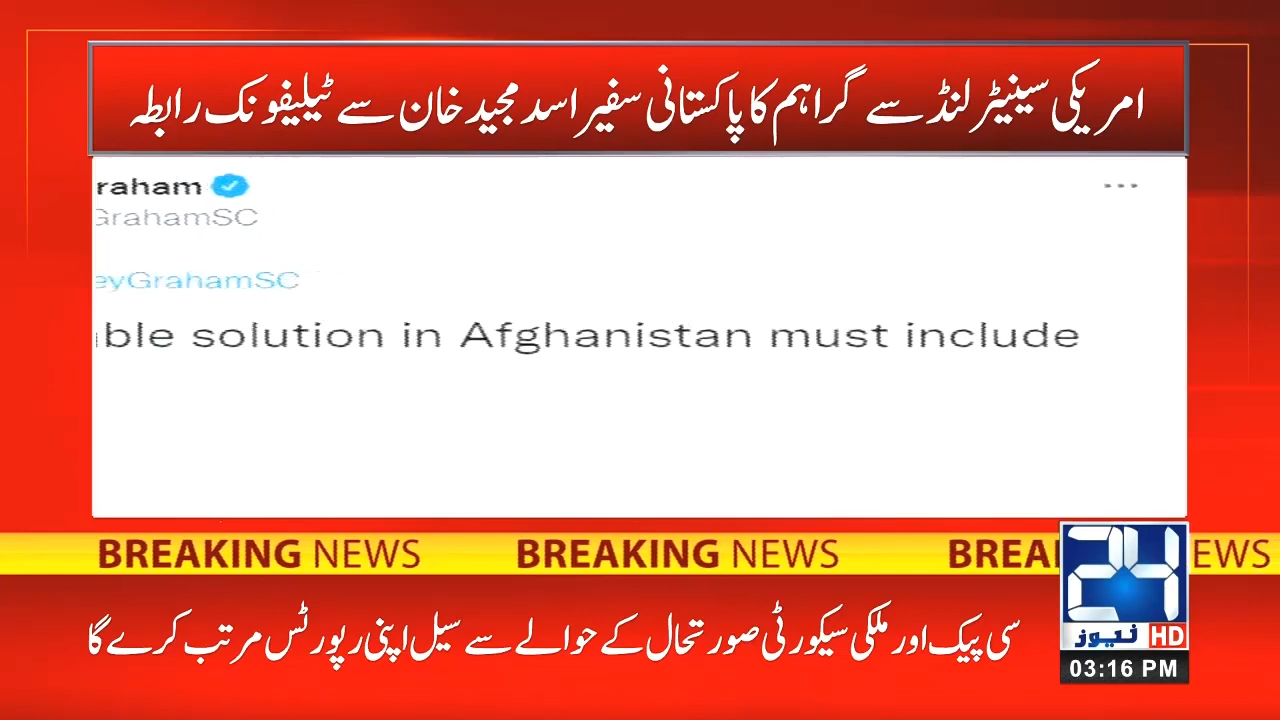 امریکی سینیٹر لنڈسے گراہم کا پاکستانی سفیر اسد مجید خان سے ٹیلیفونک رابطہ
raham
GrahamSC
eyGrahamSC
ble solution in Afghanistan must include
BREAKING NEWS BREAKING NEWS BREA EWS
24
نیوز HD
سی پیک اور ملکی سیکورٹی صورتحال کے حوالے سے سیل اپنی رپورٹس مرتب کرے گا
03:16 PM